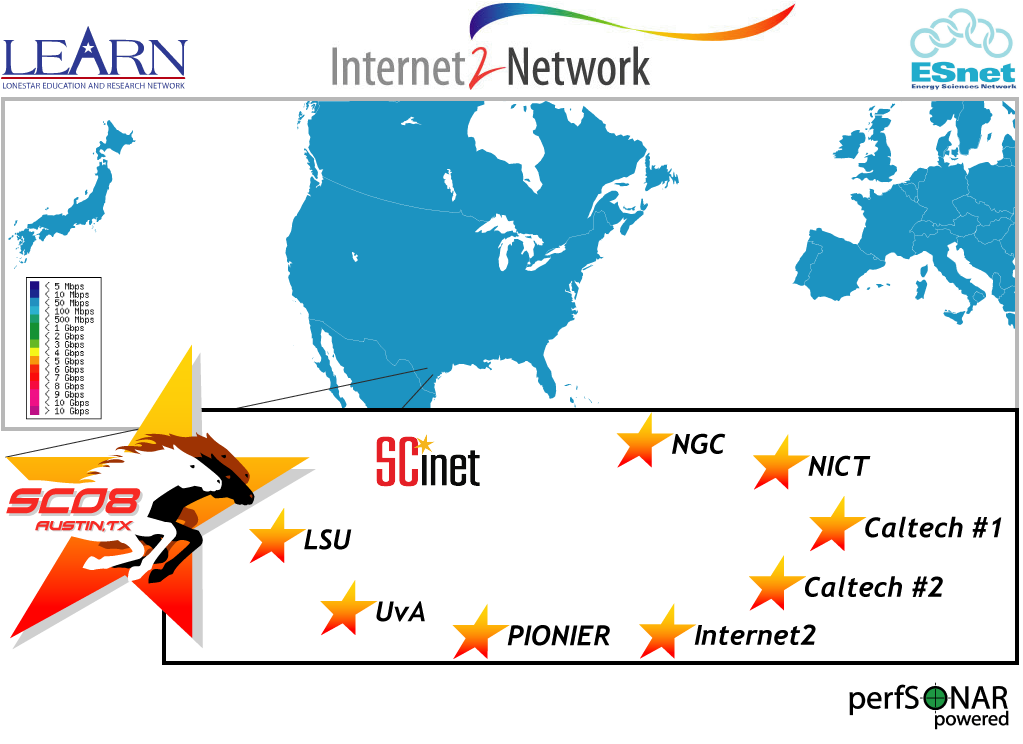 LEARN
LONESTAR EDUCATION AND RESEARCH NETWORK
Internet2 Network
ESnet
Energy Sciences Network
< 5 Mbps
< 10 Mbps
< 50 Mbps
< 100 Mbps
< 500 Mbps
< 1 Gbps
< 2 Gbps
< 3 Gbps
< 4 Gbps
< 5 Gbps
< 6 Gbps
< 7 Gbps
< 8 Gbps
< 9 Gbps
< 10 Gbps
> 10 Gbps
SC08
AUSTIN,TX
SCinet
NGC
NICT
LSU
Caltech #1
Caltech #2
UvA
PIONIER
Internet2
perfSONAR
powered